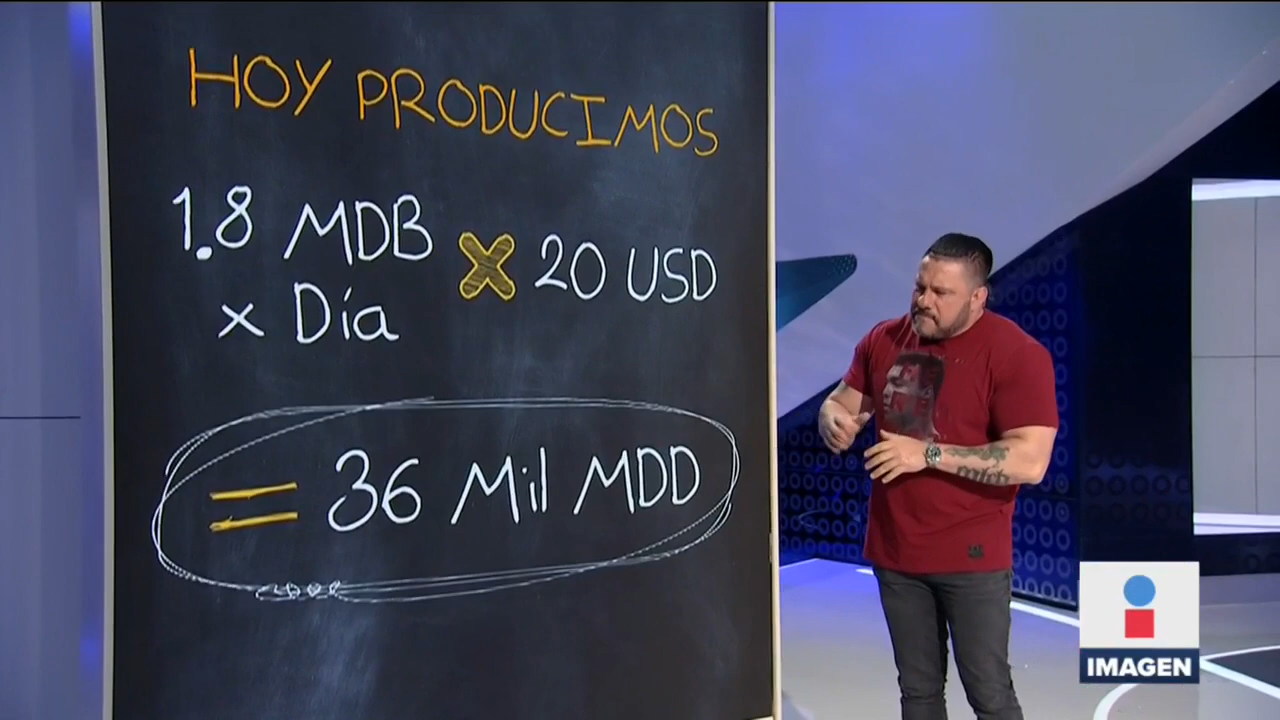 HOY PRODUCIMOS
1.8 MDB
x Día
X 20 USD
= 36 Mil MDD
IMAGEN